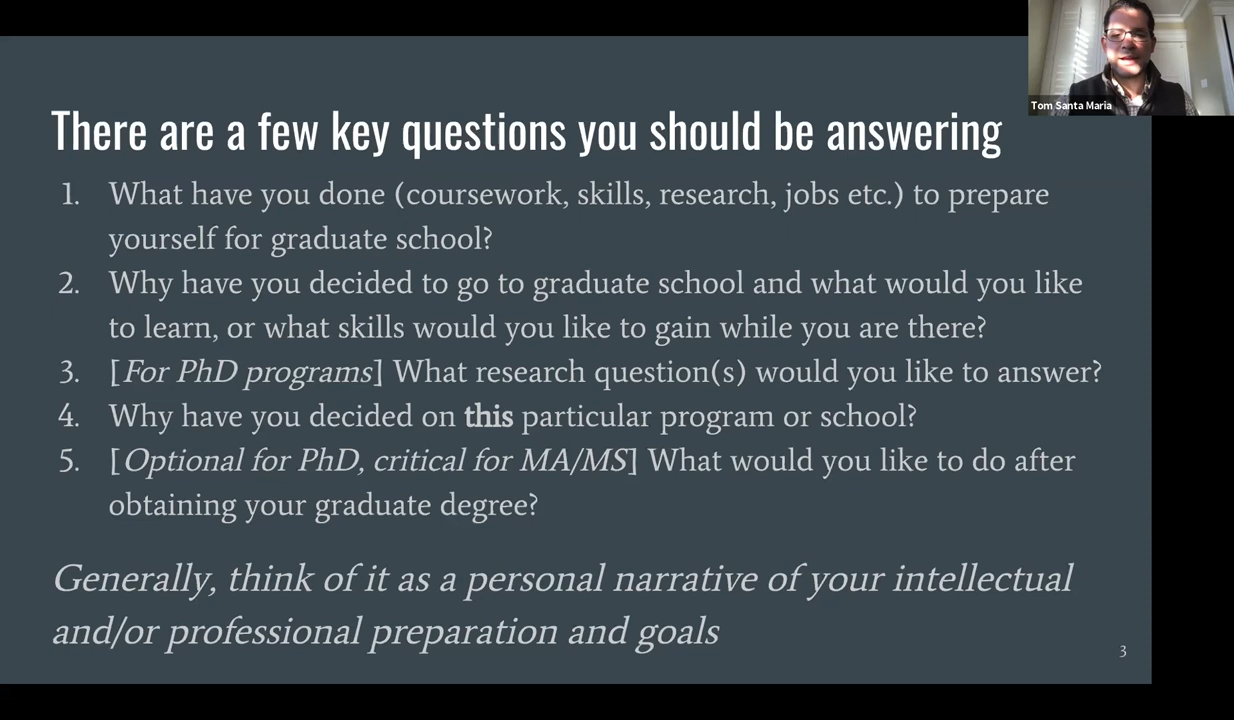 Tom Santa Maria
There are a few key questions you should be answering
1. What have you done (coursework, skills, research, jobs etc.) to prepare
yourself for graduate school?
2. Why have you decided to go to graduate school and what would you like
to learn, or what skills would you like to gain while you are there?
3. [For PhD programs] What research question(s) would you like to answer?
4. Why have you decided on this particular program or school?
5. [Optional for PhD, critical for MA/MS] What would you like to do after
obtaining your graduate degree?
Generally, think of it as a personal narrative of your intellectual
and/or professional preparation and goals
3